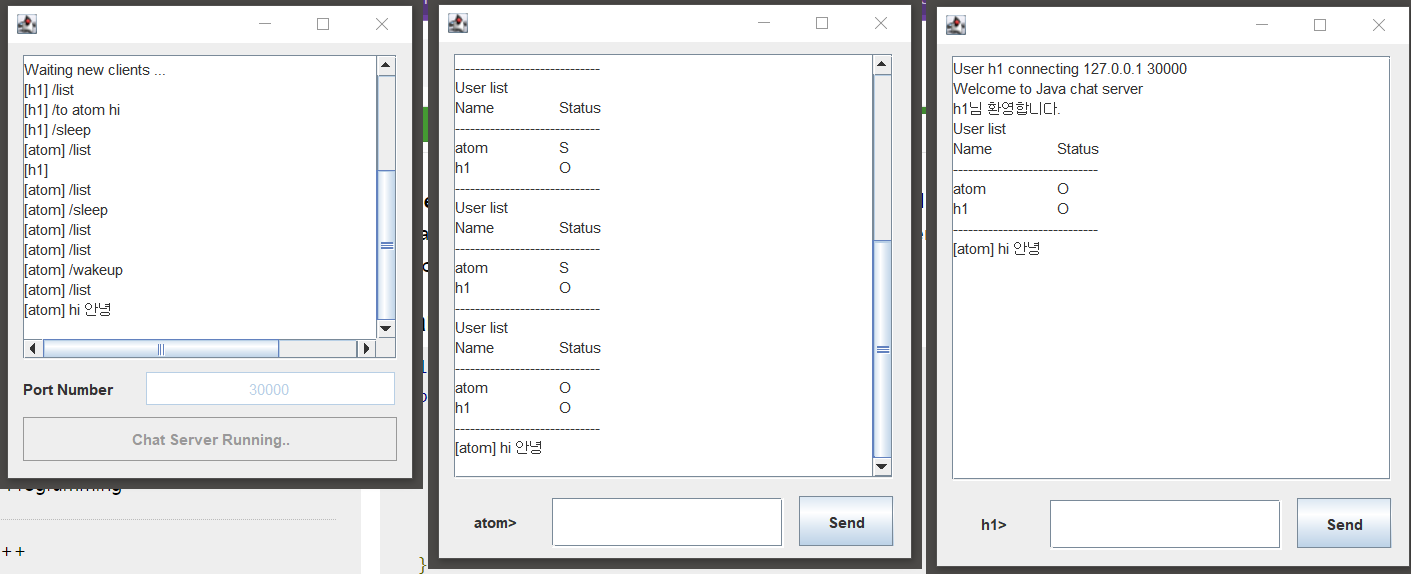 Waiting new clients ...
[h1] /list
[h1] /to atom hi
[h1] /sleep
[atom] /list
[h1]
[atom] /list
[atom] /sleep
[atom] /list
[atom] /list
[atom] /wakeup
[atom] /list
[atom] hi 안녕
Port Number 30000
Chat Server Running..
-----------------------------
User list
Name Status
-----------------------------
atom S
h1 O
-----------------------------
User list
Name Status
-----------------------------
atom S
h1 O
-----------------------------
User list
Name Status
-----------------------------
atom O
h1 O
-----------------------------
[atom] hi 안녕
atom> Send
User h1 connecting 127.0.0.1 30000
Welcome to Java chat server
h1님 환영합니다.
User list
Name Status
-----------------------------
atom O
h1 O
-----------------------------
[atom] hi 안녕
h1> Send
++
}